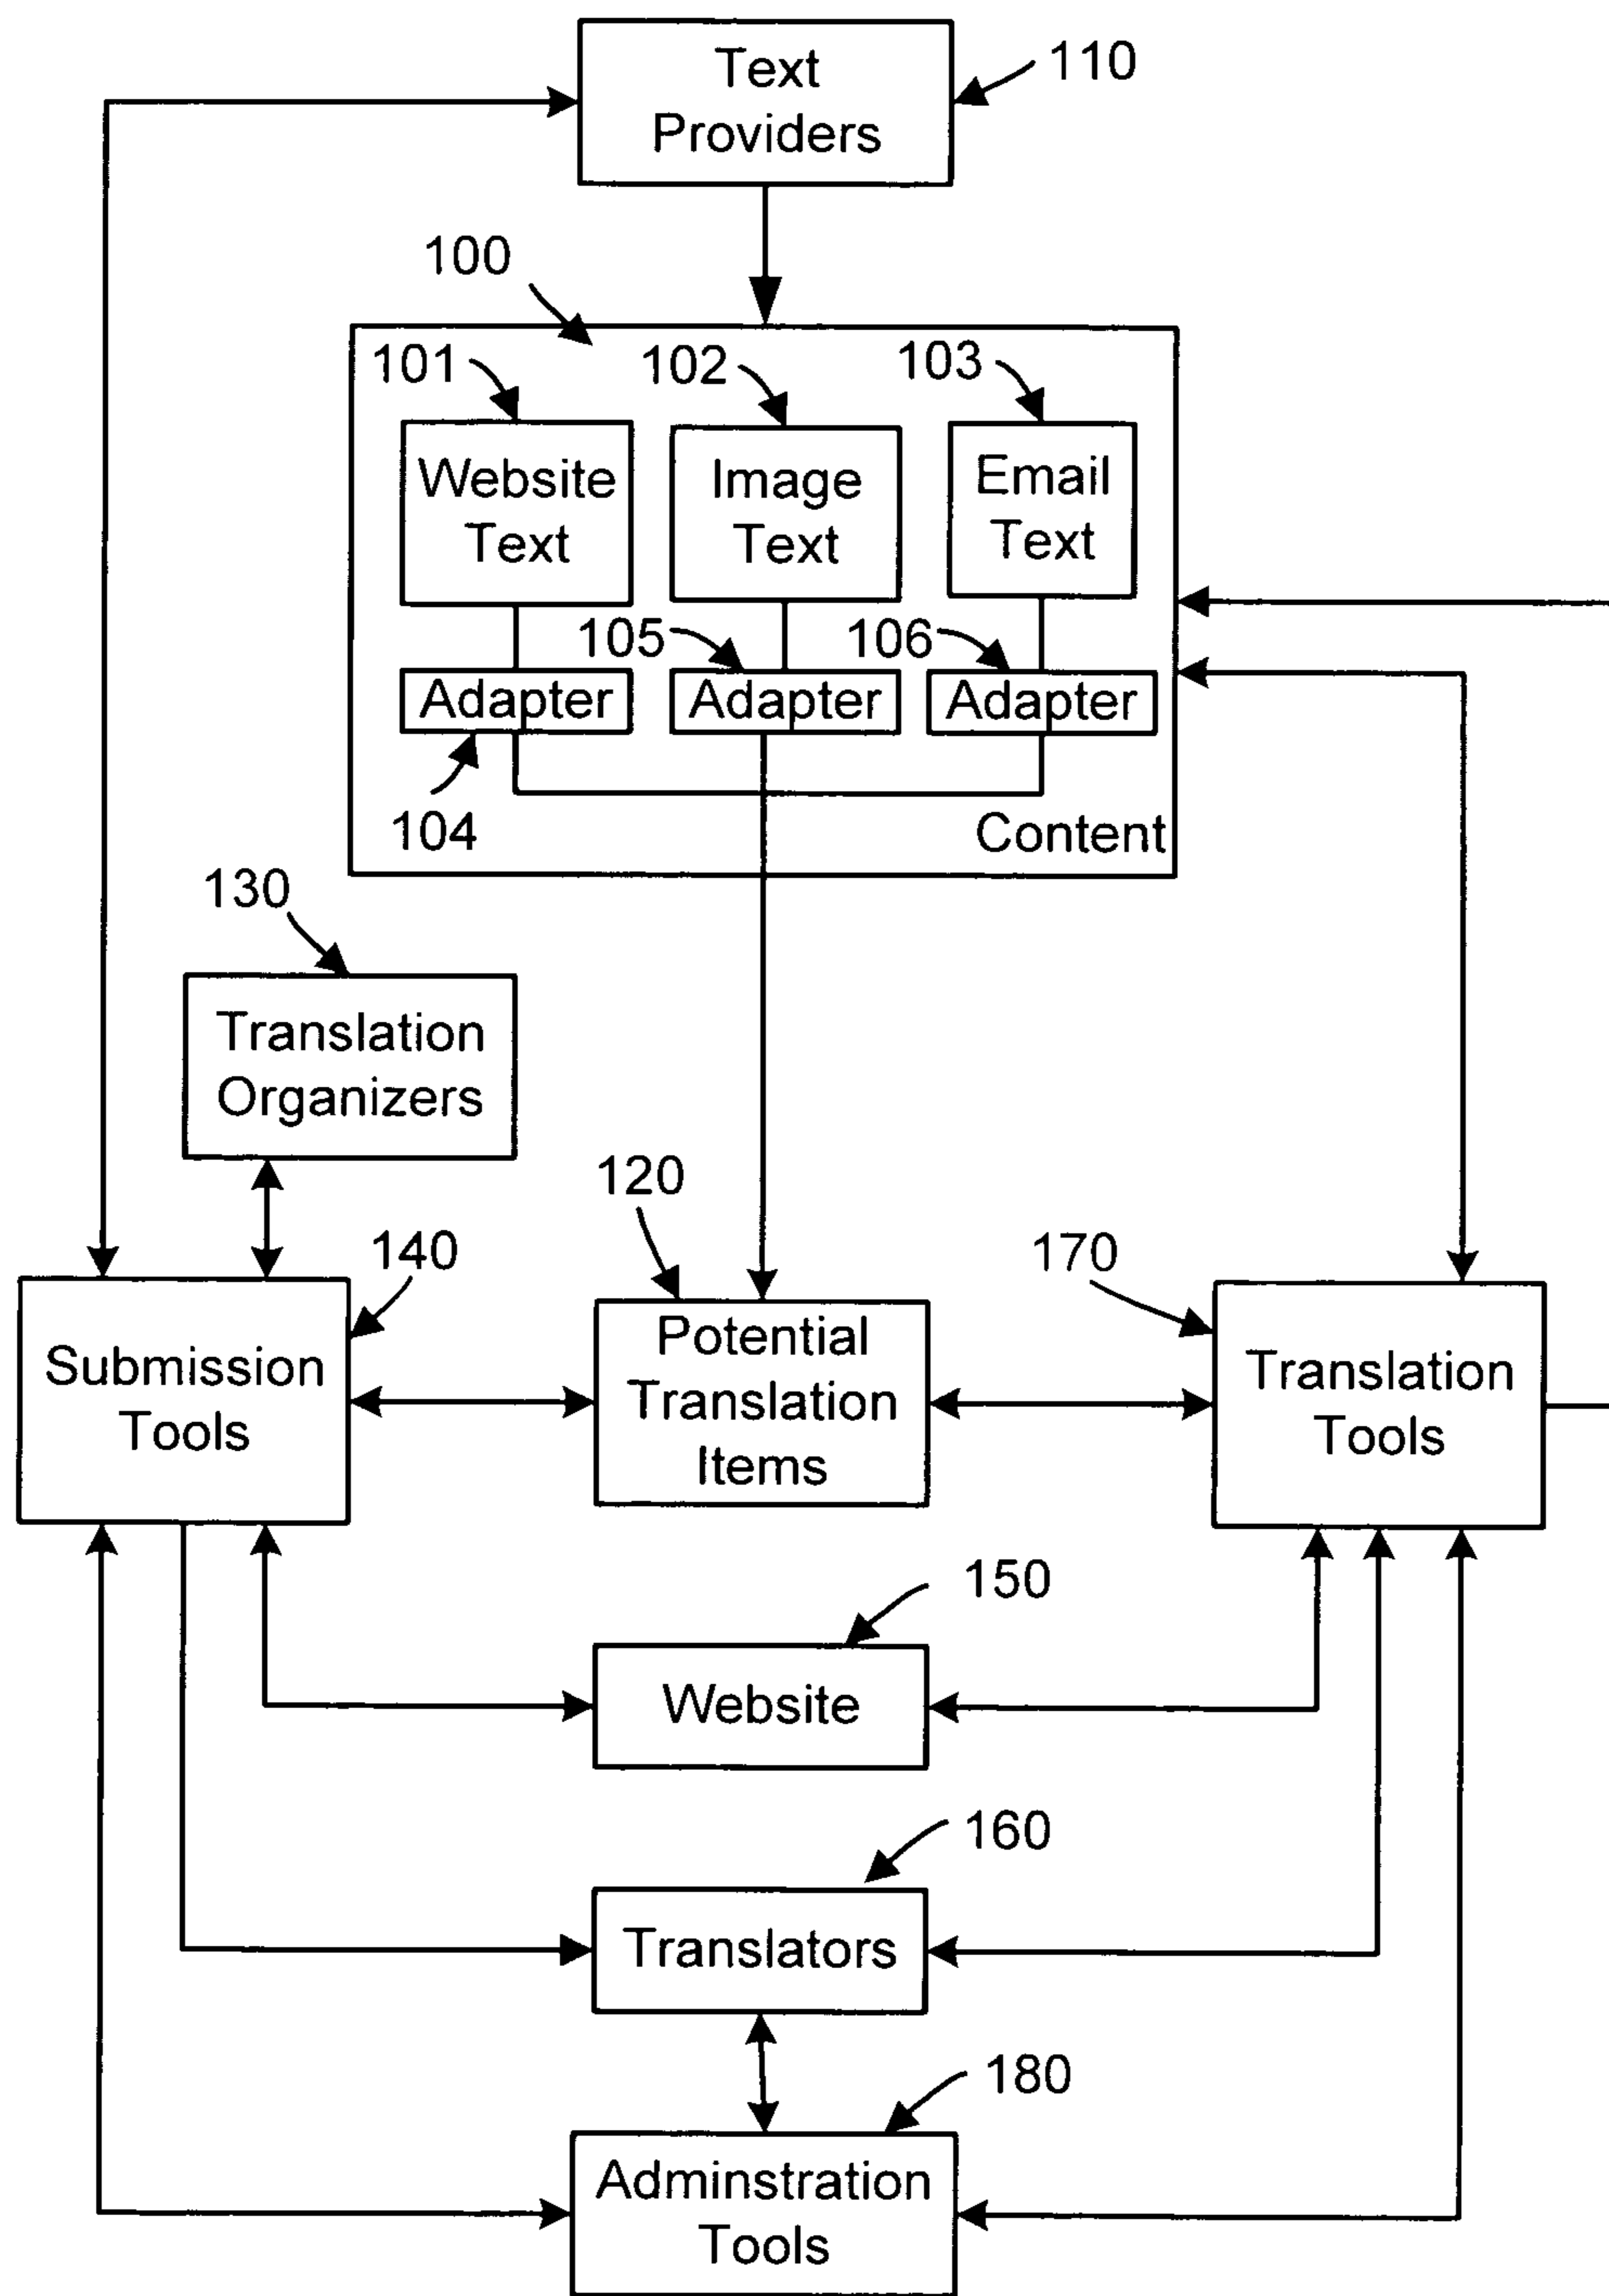 Text
Providers
110
100
101
102
103
Website
Text
Image
Text
Email
Text
105
106
Adapter
Adapter
Adapter
104
Content
130
Translation
Organizers
120
140
170
Submission
Tools
Potential
Translation
Items
Translation
Tools
150
Website
160
Translators
180
Adminstration
Tools